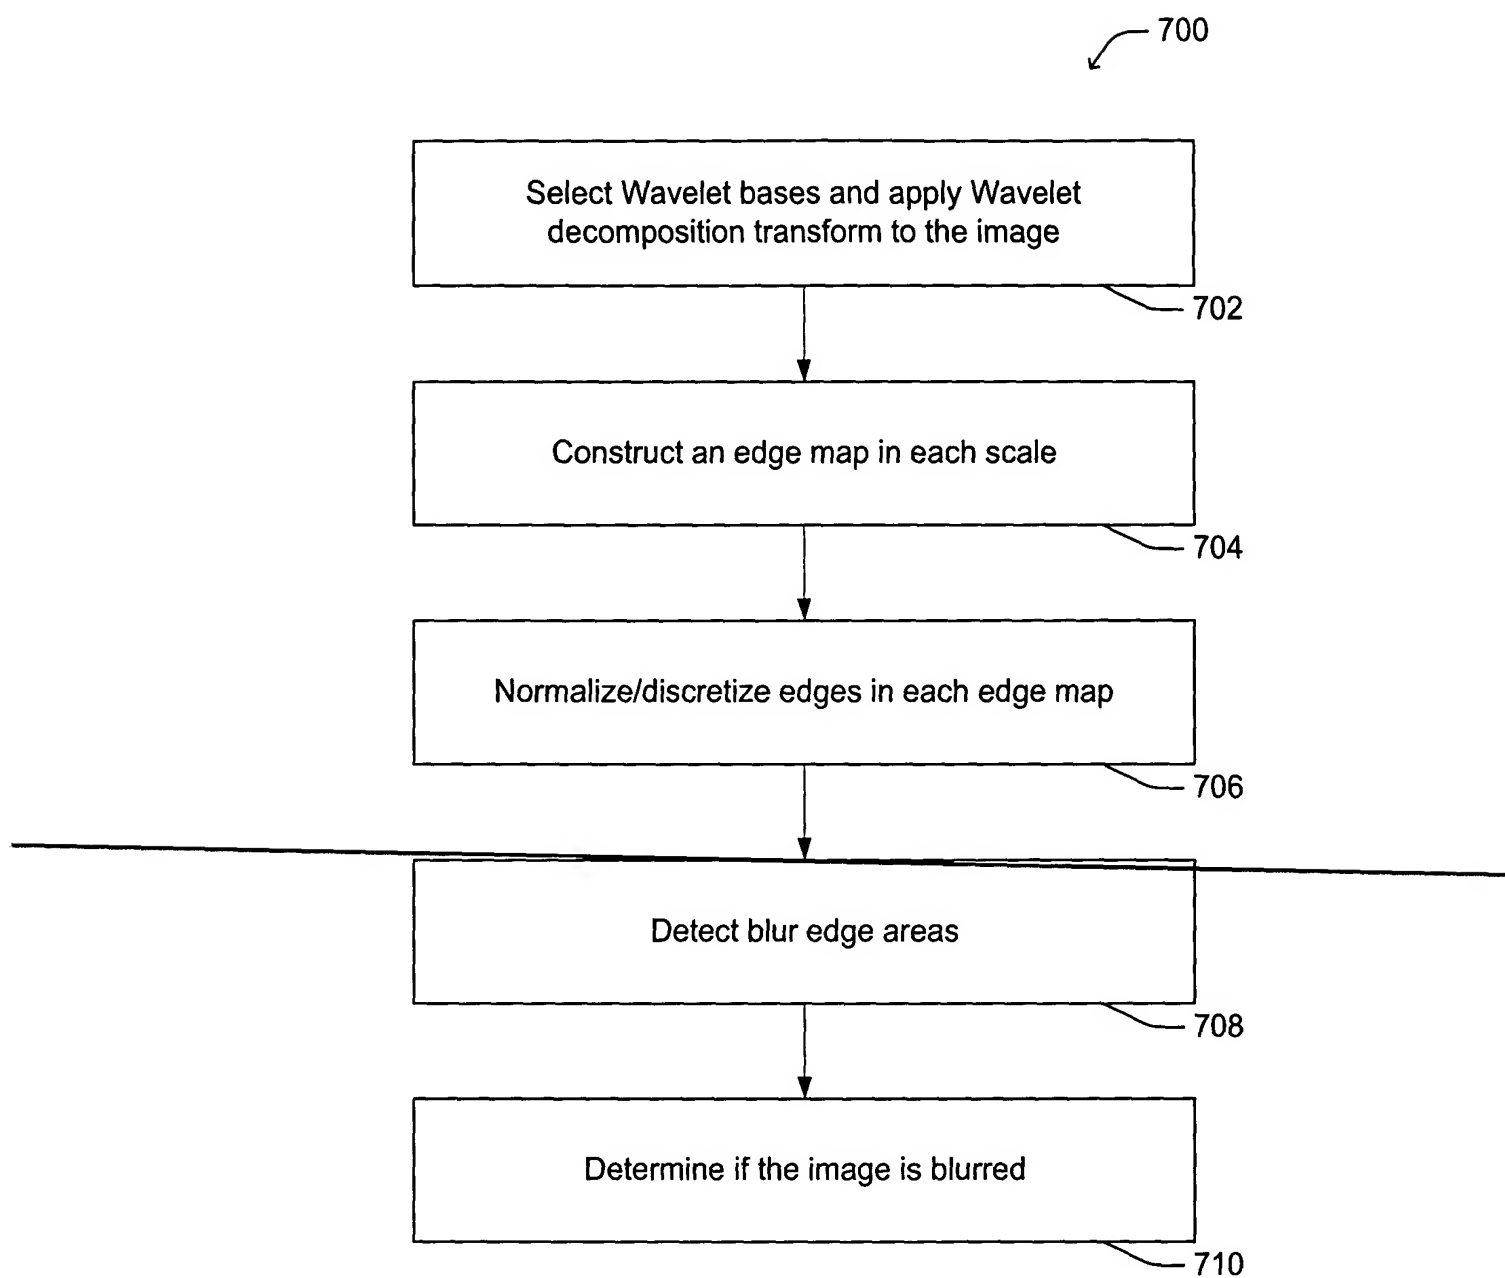 700
Select Wavelet bases and apply Wavelet
decomposition transform to the image
702
Construct an edge map in each scale
704
Normalize/discretize edges in each edge map
706
Detect blur edge areas
708
Determine if the image is blurred
710